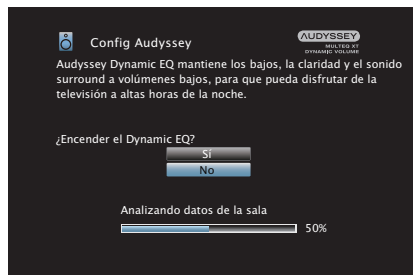 Config Audyssey
AUDYSSEY
MULTEQ XT
DYNAMIC VOLUME
Audyssey Dynamic EQ mantiene los bajos, la claridad y el sonido
surround a volúmenes bajos, para que pueda disfrutar de la
televisión a altas horas de la noche.
¿Encender el Dynamic EQ?
Sí
No
Analizando datos de la sala
50%